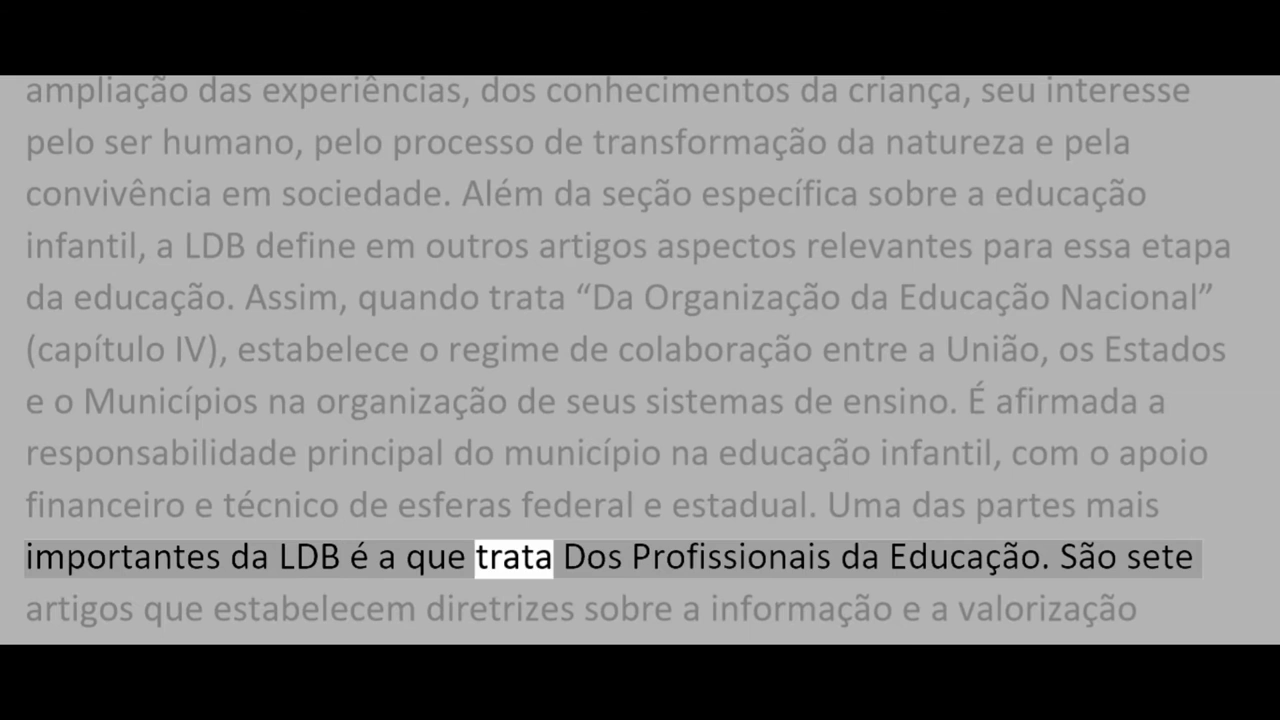 ampliação das experiências, dos conhecimentos da criança, seu interesse
pelo ser humano, pelo processo de transformação da natureza e pela
convivência em sociedade. Além da seção específica sobre a educação
infantil, a LDB define em outros artigos aspectos relevantes para essa etapa
da educação. Assim, quando trata “Da Organização da Educação Nacional”
(capítulo IV), estabelece o regime de colaboração entre a União, os Estados
e o Municípios na organização de seus sistemas de ensino. É afirmada a
responsabilidade principal do município na educação infantil, com o apoio
financeiro e técnico de esferas federal e estadual. Uma das partes mais
importantes da LDB é a que trata Dos Profissionais da Educação. São sete
artigos que estabelecem diretrizes sobre a informação e a valorização